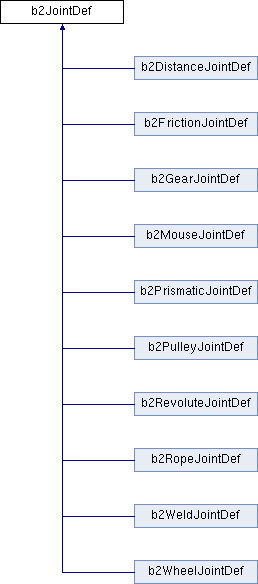 b2JointDef
b2DistanceJointDef
b2FrictionJointDef
b2GearJointDef
b2MouseJointDef
b2PrismaticJointDef
b2PulleyJointDef
b2RevoluteJointDef
b2RopeJointDef
b2WeldJointDef
b2WheelJointDef